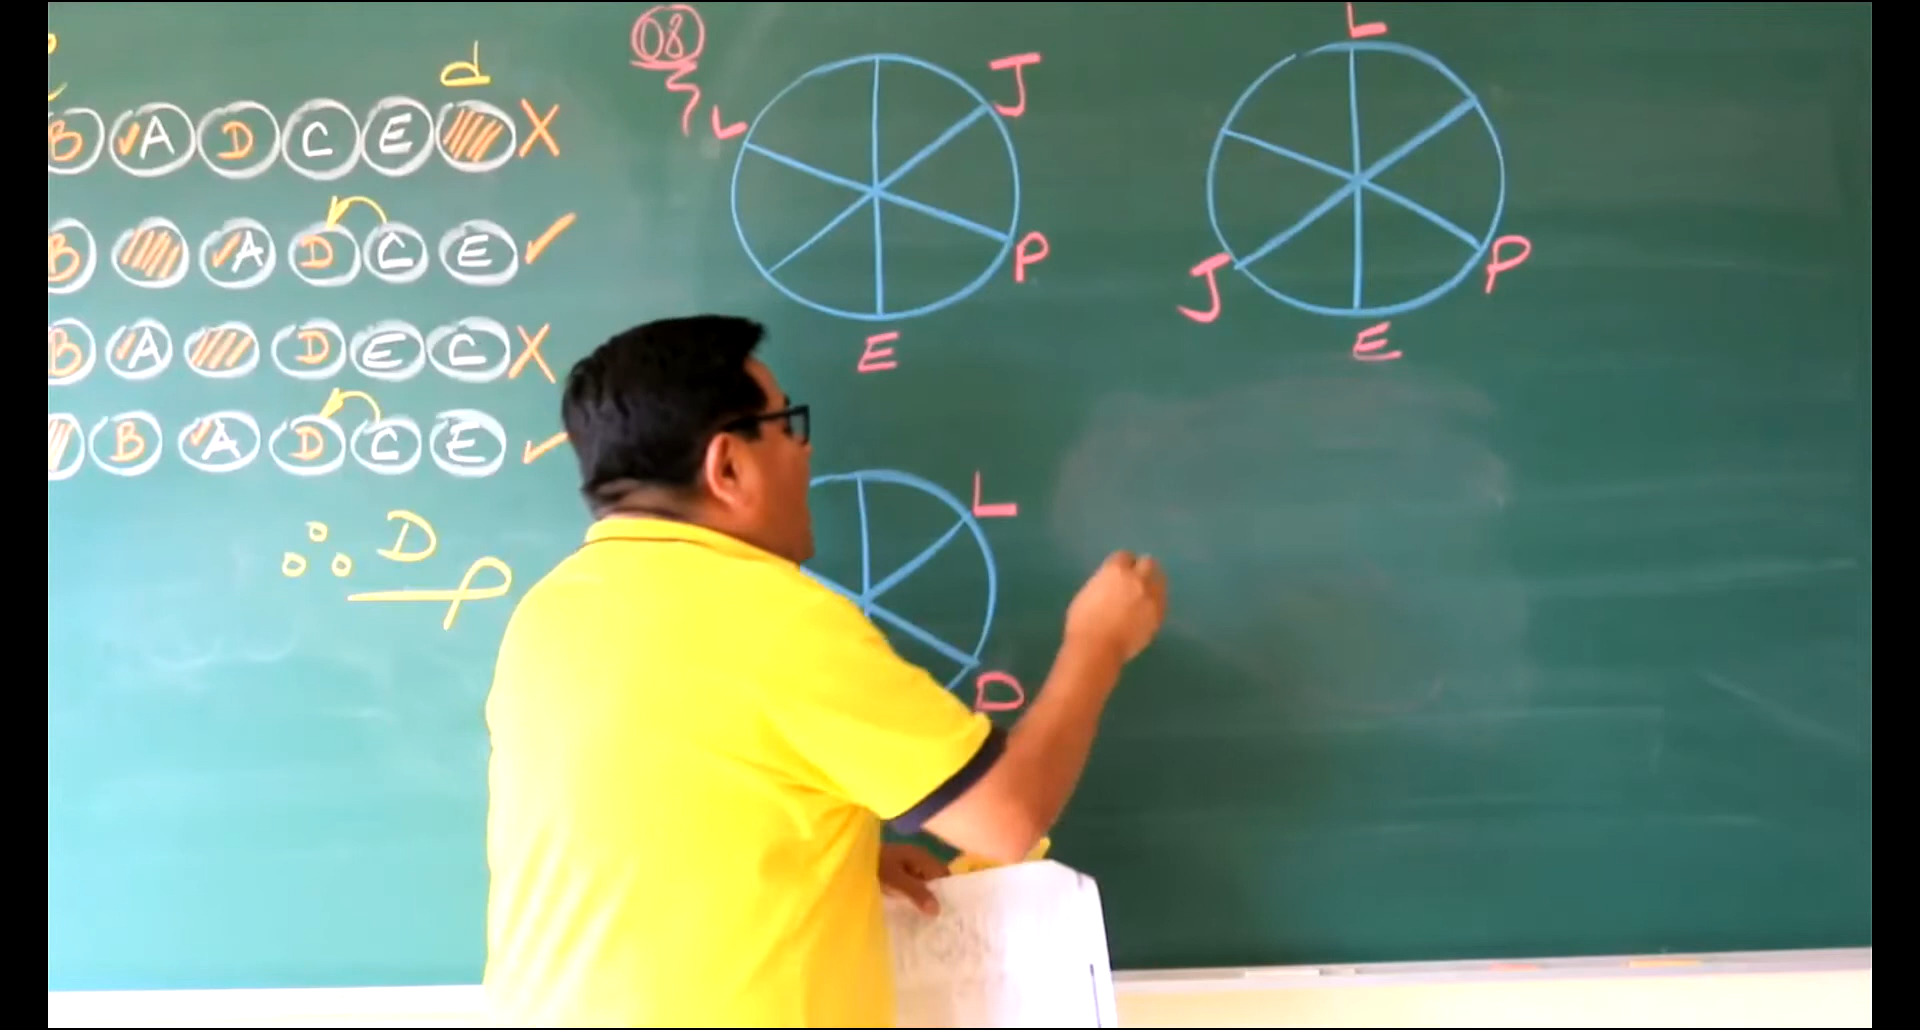 d
B A D C E X
B A D C E ✓
B A D E C X
B A D C E ✓
∴ D
08
L J P E
L P E J
L D